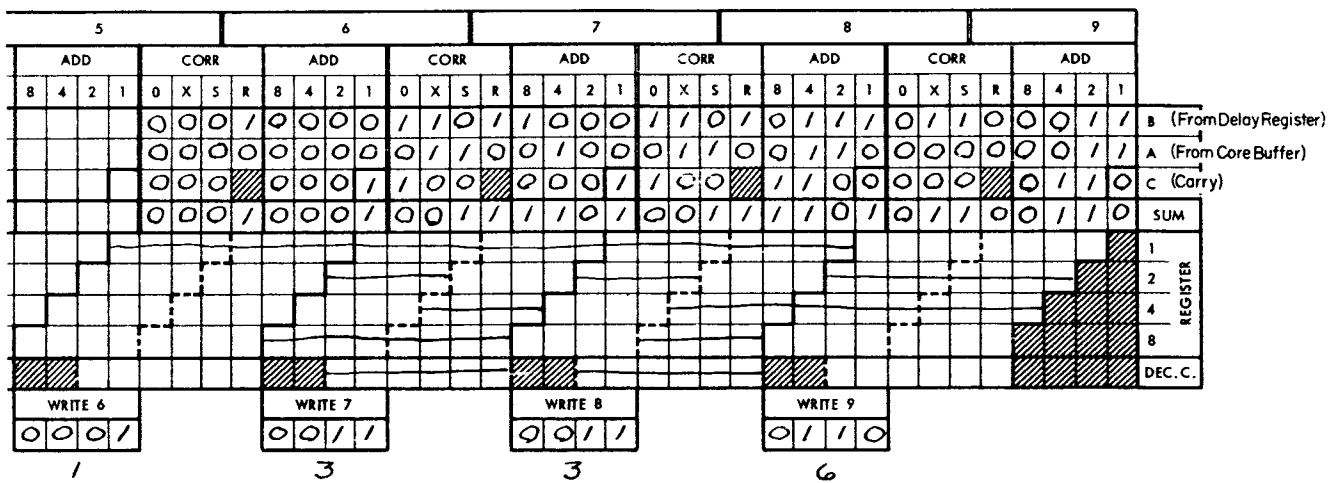 5 6 7 8 9
ADD CORR ADD CORR ADD CORR ADD CORR ADD
8 4 2 1 0 X S R 8 4 2 1 0 X S R 8 4 2 1 0 X S R 8 4 2 1 0 X S R 8 4 2 1
0 0 0 1 0 0 0 0 1 1 0 1 1 0 0 0 1 1 0 1 0 1 1 1 0 1 1 0 0 0 1 1 B (From Delay Register)
0 0 0 0 0 0 0 0 0 1 1 0 1 1 0 0 0 1 1 0 1 1 1 0 0 0 0 0 0 0 1 1 A (From Core Buffer)
0 0 0 0 0 0 1 1 0 0 0 0 0 1 1 0 0 1 1 0 0 0 0 0 0 1 1 0 C (Carry)
0 0 0 1 0 0 0 1 0 0 1 1 1 1 0 1 0 0 1 1 1 1 0 1 0 1 1 0 0 1 1 0 SUM
1
2
4
8
REGISTER
DEC. C.
WRITE 6 WRITE 7 WRITE 8 WRITE 9
0 0 0 1 0 0 1 1 0 0 1 1 0 1 1 0
1 3 3 6